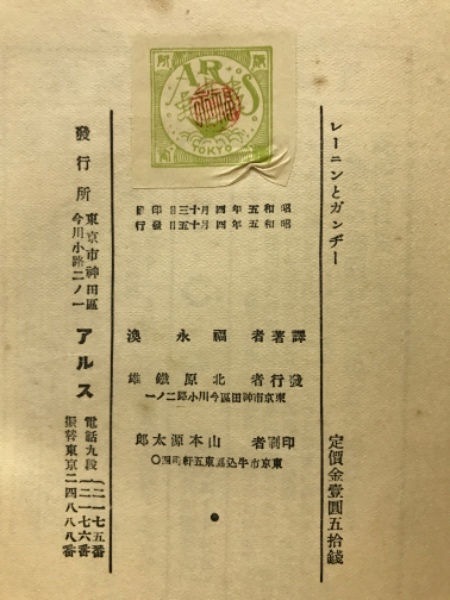 レーニンとガンヂー
定價金壹圓五拾錢
ARS
TOKYO
昭和五年四月十三日印刷
昭和五年四月十五日發行
譯著者 福永渙
發行者 北原鐵雄
東京市神田區今川小路二ノ一
印刷者 山本源太郎
東京市牛込區東五軒町四〇
發行所
東京市神田區
今川小路二ノ一
アルス
電話九段(二一七五番
(二一七六番
振替東京二四八八八番